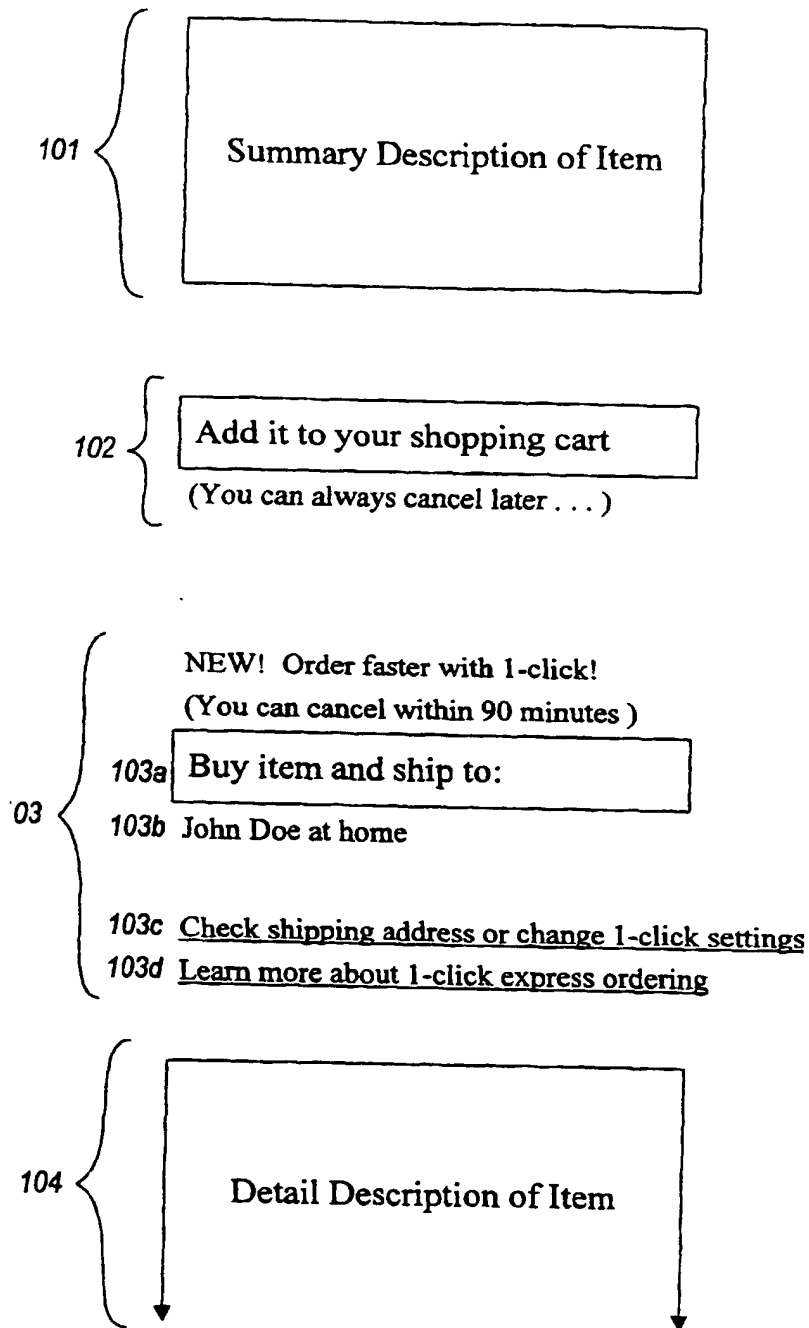 101 Summary Description of Item
102 Add it to your shopping cart
(You can always cancel later . . . )
NEW! Order faster with 1-click!
(You can cancel within 90 minutes )
103a Buy item and ship to:
03
103b John Doe at home
103c Check shipping address or change 1-click settings
103d Learn more about 1-click express ordering
104 Detail Description of Item